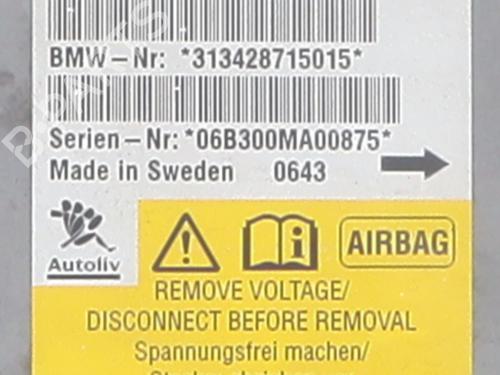 BMW-Nr: *313428715015*
Serien-Nr: *06B300MA00875*
Made in Sweden 0643
Autoliv
AIRBAG
REMOVE VOLTAGE/
DISCONNECT BEFORE REMOVAL
Spannungsfrei machen/